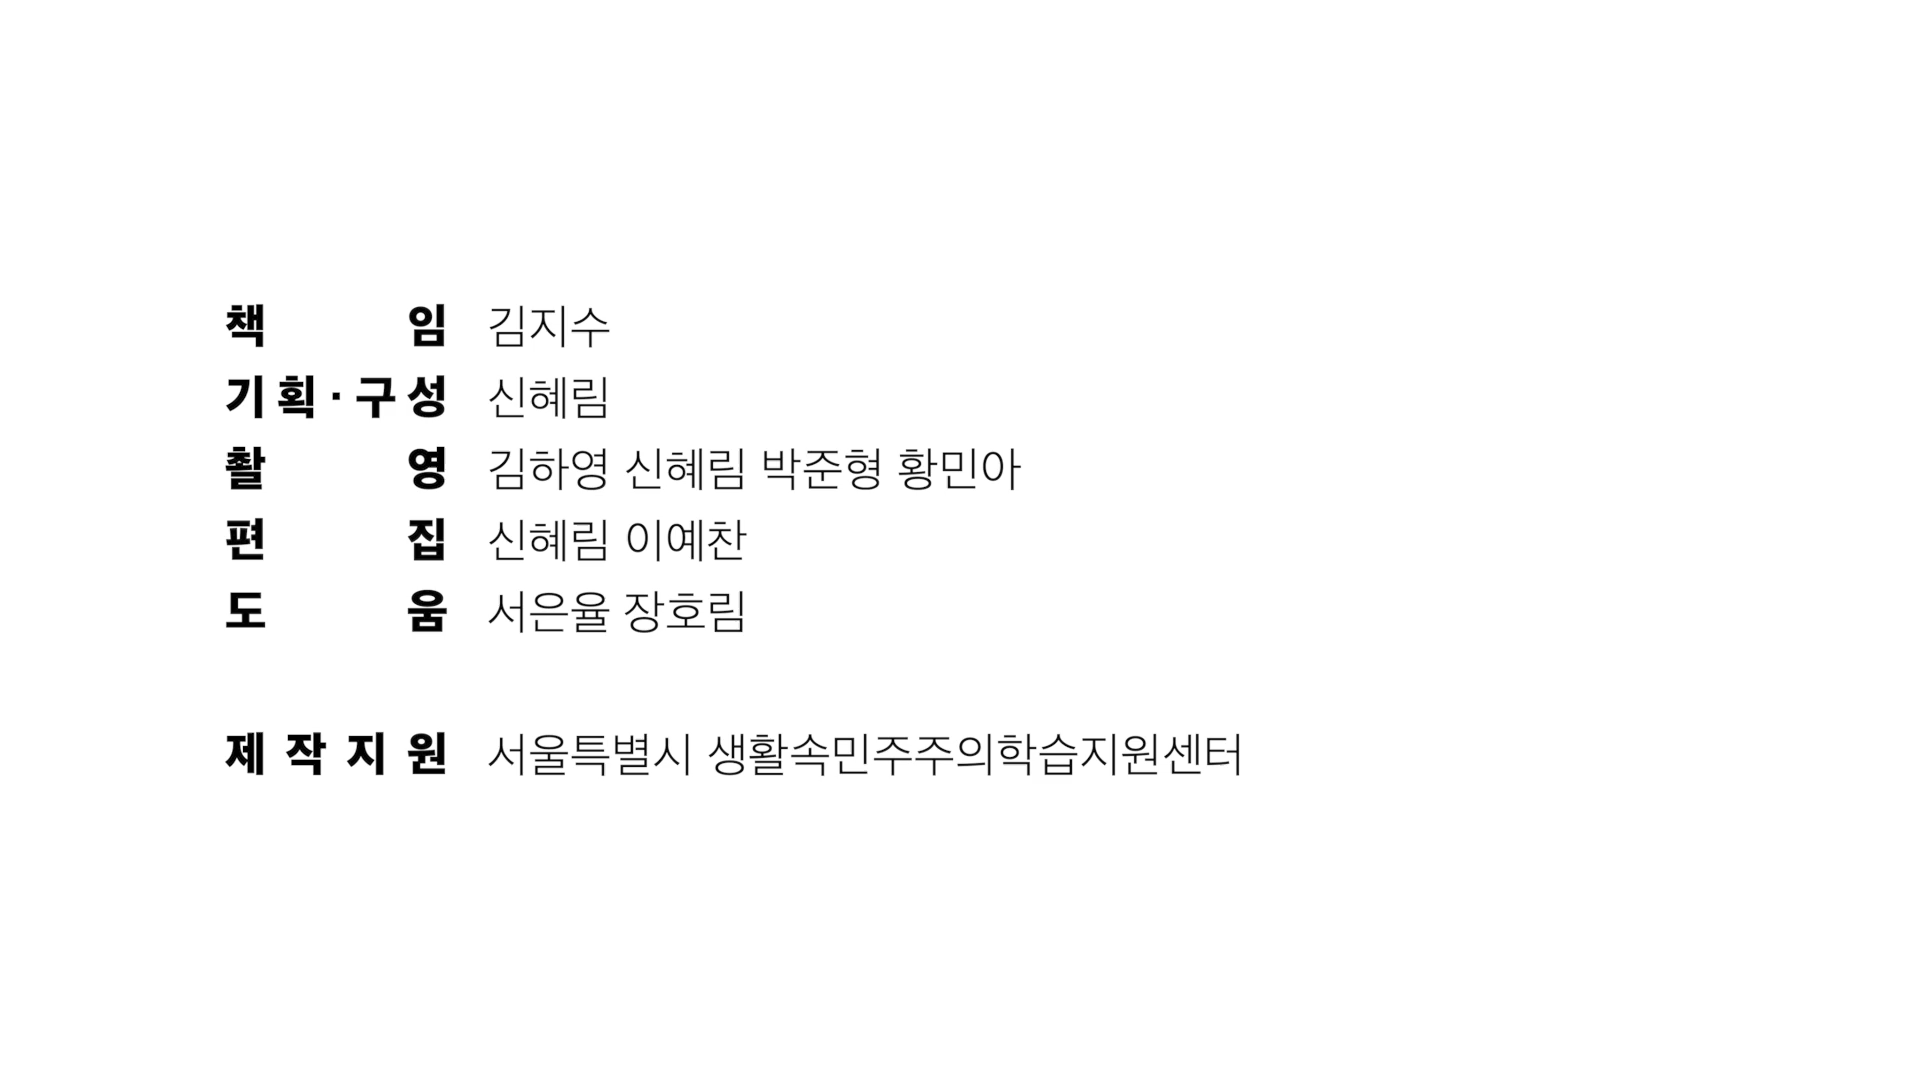 책임 김지수
기획·구성 신혜림
촬영 김하영 신혜림 박준형 황민아
편집 신혜림 이예찬
도움 서은율 장호림
제작지원 서울특별시 생활속민주주의학습지원센터